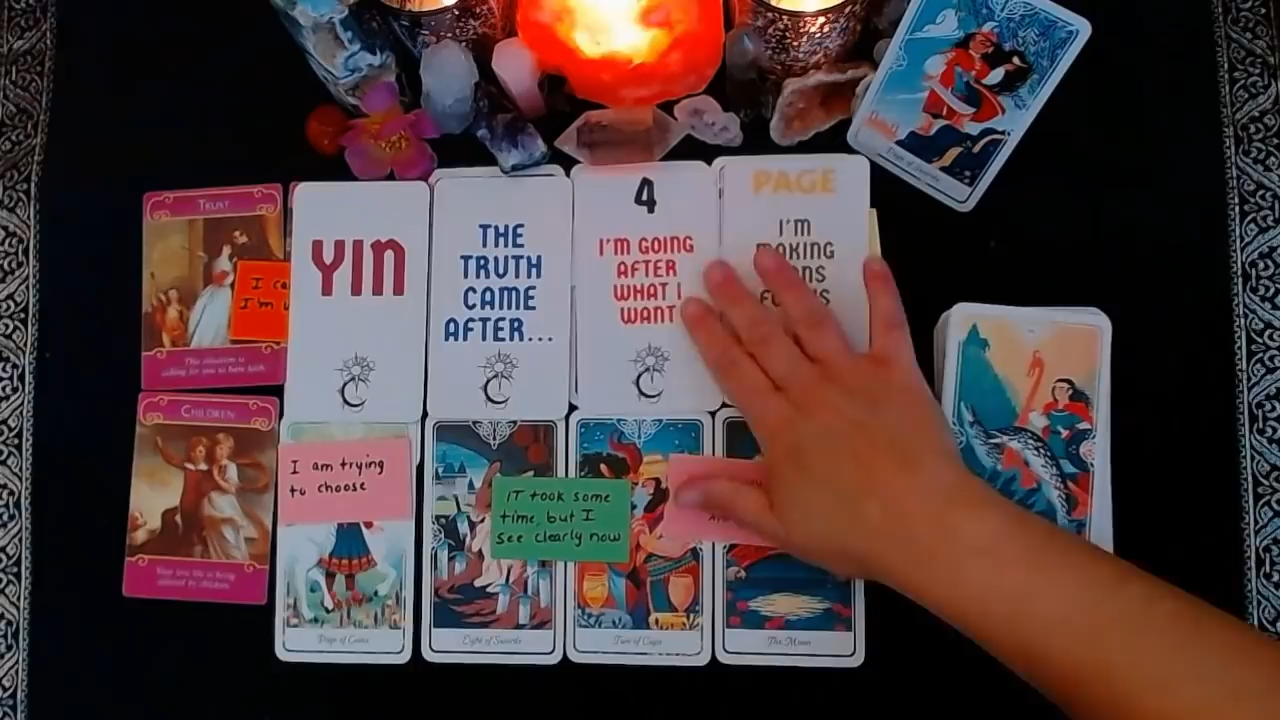 TRUST
This situation is
calling for you to have faith.
I ca
I'm u
YIN
THE
TRUTH
CAME
AFTER...
4
I'M GOING
AFTER
WHAT I
WANT
PAGE
I'M
MAKING
CHILDREN
Your love life is being
affected by children.
I am trying
to choose
IT took some
time, but I
see clearly now
Page of Coins
Eight of Swords
Two of Cups
The Moon